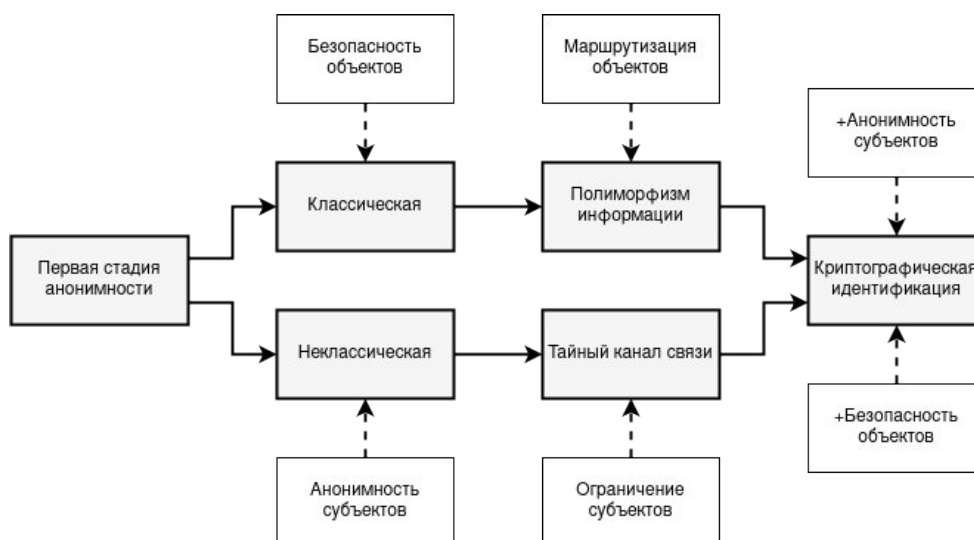 Безопасность
объектов
Маршрутизация
объектов
+Анонимность
субъектов
Классическая
Полиморфизм
информации
Первая стадия
анонимности
Криптографическая
идентификация
Неклассическая
Тайный канал связи
+Безопасность
объектов
Анонимность
субъектов
Ограничение
субъектов